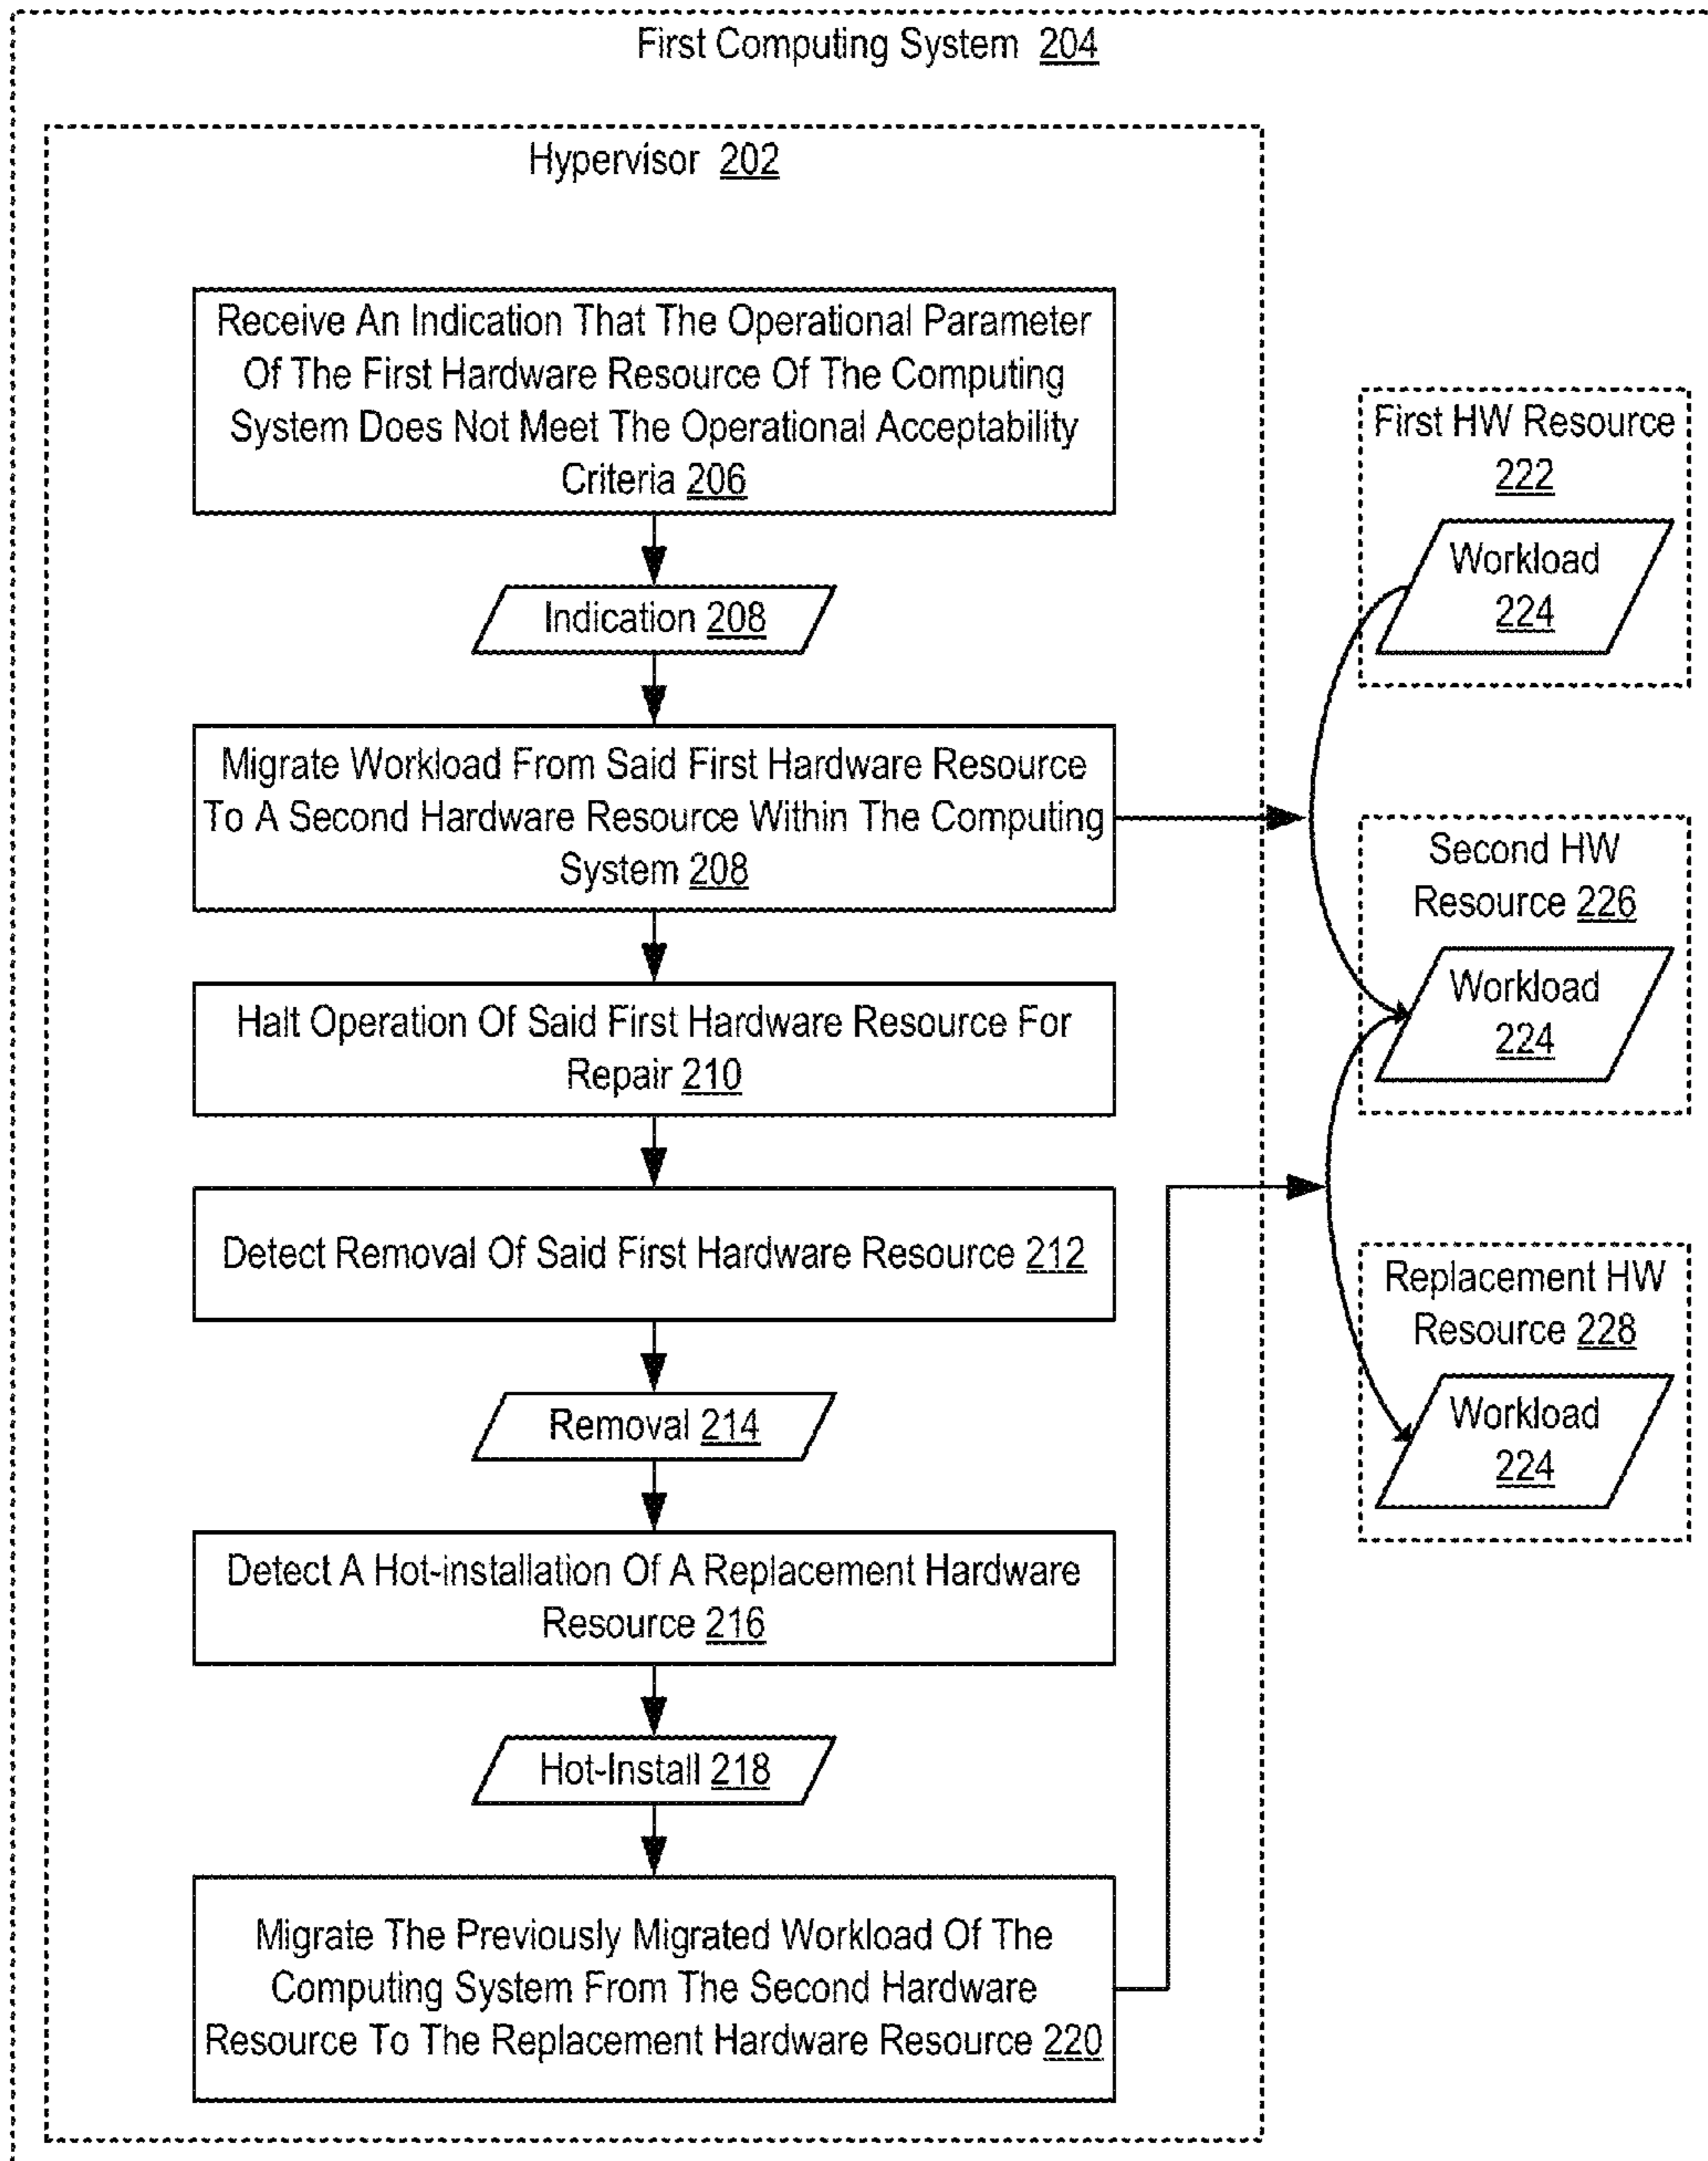 First Computing System 204
Hypervisor 202
Receive An Indication That The Operational Parameter
Of The First Hardware Resource Of The Computing
System Does Not Meet The Operational Acceptability
Criteria 206
Indication 208
Migrate Workload From Said First Hardware Resource
To A Second Hardware Resource Within The Computing
System 208
Halt Operation Of Said First Hardware Resource For
Repair 210
Detect Removal Of Said First Hardware Resource 212
Removal 214
Detect A Hot-installation Of A Replacement Hardware
Resource 216
Hot-Install 218
Migrate The Previously Migrated Workload Of The
Computing System From The Second Hardware
Resource To The Replacement Hardware Resource 220
First HW Resource
222
Workload
224
Second HW
Resource 226
Workload
224
Replacement HW
Resource 228
Workload
224